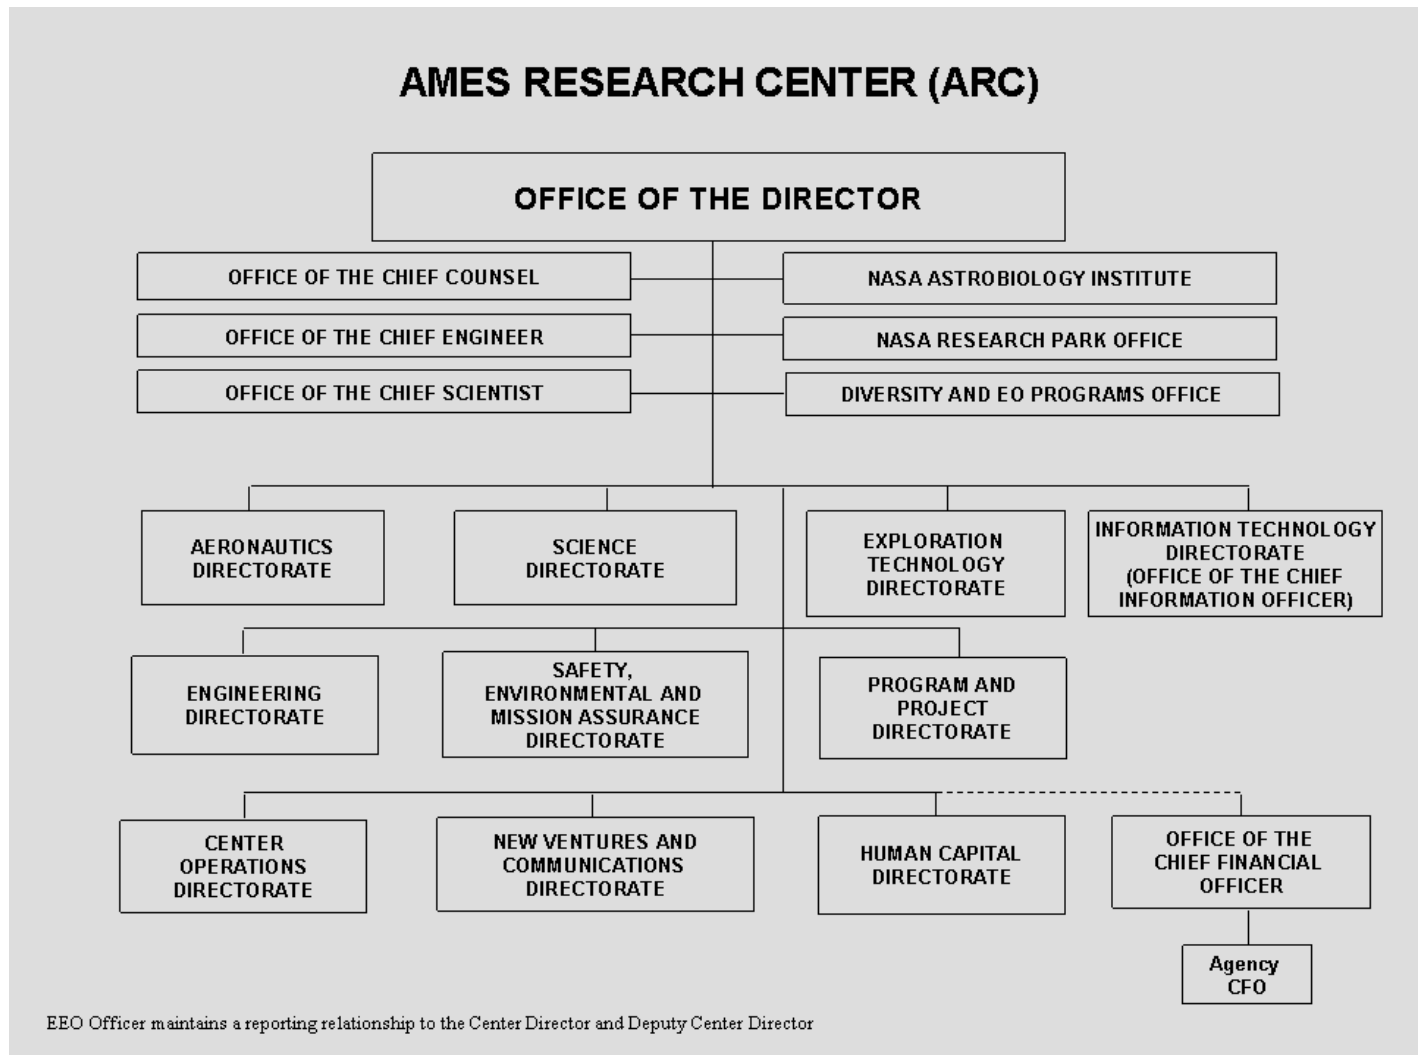 AMES RESEARCH CENTER (ARC)
OFFICE OF THE DIRECTOR
OFFICE OF THE CHIEF COUNSEL
NASA ASTROBIOLOGY INSTITUTE
OFFICE OF THE CHIEF ENGINEER
NASA RESEARCH PARK OFFICE
OFFICE OF THE CHIEF SCIENTIST
DIVERSITY AND EO PROGRAMS OFFICE
AERONAUTICS
DIRECTORATE
SCIENCE
DIRECTORATE
EXPLORATION
TECHNOLOGY
DIRECTORATE
INFORMATION TECHNOLOGY
DIRECTORATE
(OFFICE OF THE CHIEF
INFORMATION OFFICER)
ENGINEERING
DIRECTORATE
SAFETY,
ENVIRONMENTAL AND
MISSION ASSURANCE
DIRECTORATE
PROGRAM AND
PROJECT
DIRECTORATE
CENTER
OPERATIONS
DIRECTORATE
NEW VENTURES AND
COMMUNICATIONS
DIRECTORATE
HUMAN CAPITAL
DIRECTORATE
OFFICE OF THE
CHIEF FINANCIAL
OFFICER
Agency
CFO
EEO Officer maintains a reporting relationship to the Center Director and Deputy Center Director